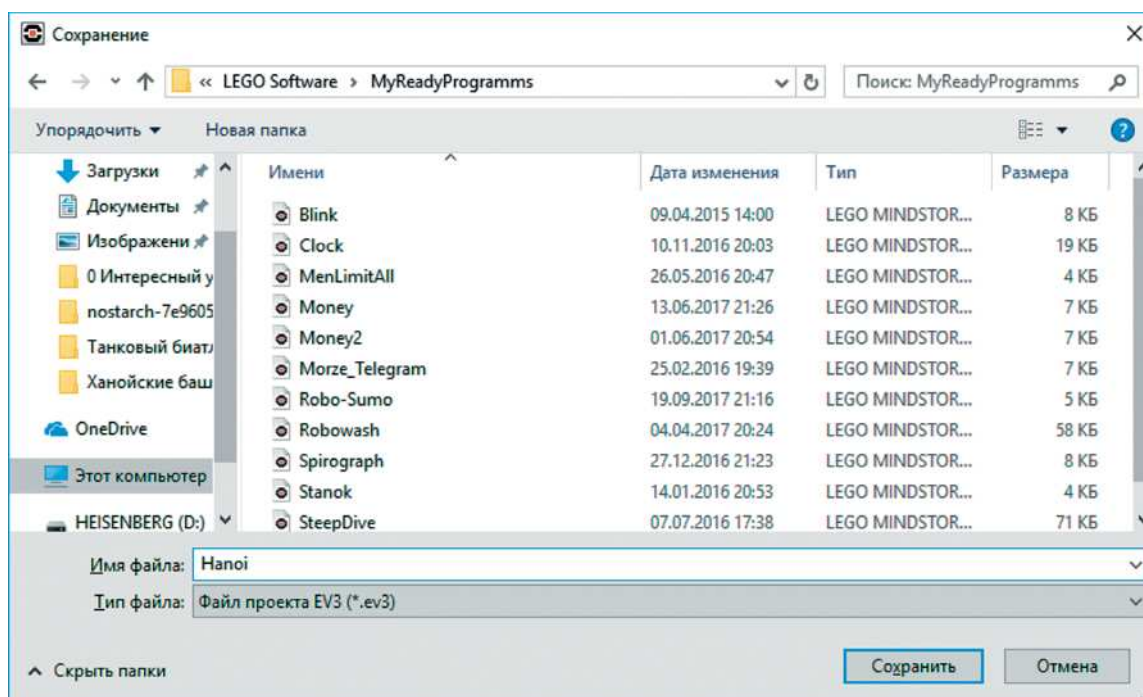 Сохранение
« LEGO Software › MyReadyProgramms Поиск: MyReadyProgramms
Упорядочить Новая папка
Имени Дата изменения Тип Размера
Загрузки
Документы
Изображени
0 Интересный у
nostarch-7e9605
Танковый биатл
Ханойские баш
OneDrive
Этот компьютер
HEISENBERG (D:)
Blink 09.04.2015 14:00 LEGO MINDSTOR... 8 КБ
Clock 10.11.2016 20:03 LEGO MINDSTOR... 19 КБ
MenLimitAll 26.05.2016 20:47 LEGO MINDSTOR... 4 КБ
Money 13.06.2017 21:26 LEGO MINDSTOR... 7 КБ
Money2 01.06.2017 20:54 LEGO MINDSTOR... 7 КБ
Morze_Telegram 25.02.2016 19:39 LEGO MINDSTOR... 7 КБ
Robo-Sumo 19.09.2017 21:16 LEGO MINDSTOR... 5 КБ
Robowash 04.04.2017 20:24 LEGO MINDSTOR... 58 КБ
Spirograph 27.12.2016 21:23 LEGO MINDSTOR... 8 КБ
Stanok 14.01.2016 20:53 LEGO MINDSTOR... 4 КБ
SteepDive 07.07.2016 17:38 LEGO MINDSTOR... 71 КБ
Имя файла: Hanoi
Тип файла: Файл проекта EV3 (*.ev3)
Скрыть папки Сохранить Отмена